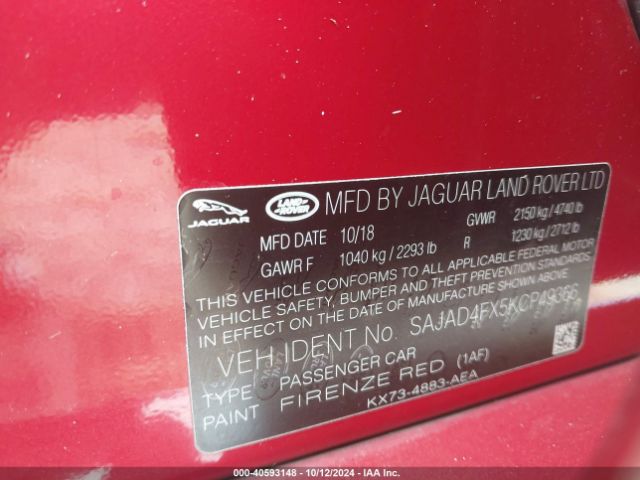 JAGUAR
LAND ROVER
MFD BY JAGUAR LAND ROVER LTD
MFD DATE 10/18 GVWR 2150 kg / 4740 lb
GAWR F 1040 kg / 2293 lb R 1230 kg / 2712 lb
THIS VEHICLE CONFORMS TO ALL APPLICABLE FEDERAL MOTOR
VEHICLE SAFETY, BUMPER AND THEFT PREVENTION STANDARDS
IN EFFECT ON THE DATE OF MANUFACTURE SHOWN ABOVE.
VEH IDENT No. SAJAD4FX5KCP49366
TYPE PASSENGER CAR
PAINT FIRENZE RED (1AF)
KX73-4883-AEA
000-40593148 - 10/12/2024 - IAA Inc.